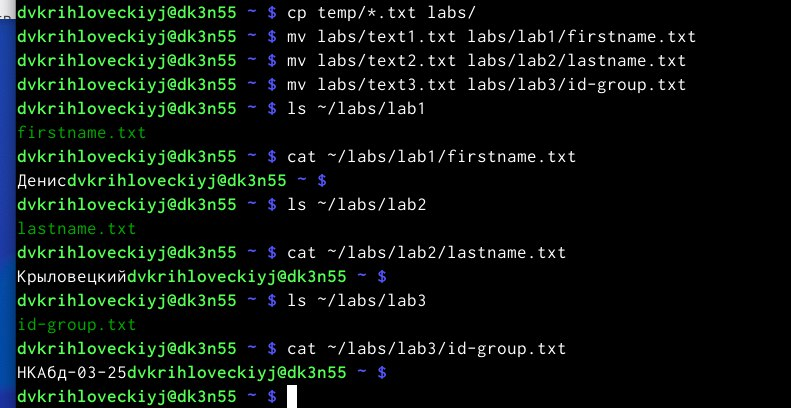 dvkrihloveckiyj@dk3n55 ~ $ cp temp/*.txt labs/
dvkrihloveckiyj@dk3n55 ~ $ mv labs/text1.txt labs/lab1/firstname.txt
dvkrihloveckiyj@dk3n55 ~ $ mv labs/text2.txt labs/lab2/lastname.txt
dvkrihloveckiyj@dk3n55 ~ $ mv labs/text3.txt labs/lab3/id-group.txt
dvkrihloveckiyj@dk3n55 ~ $ ls ~/labs/lab1
firstname.txt
dvkrihloveckiyj@dk3n55 ~ $ cat ~/labs/lab1/firstname.txt
Денисdvkrihloveckiyj@dk3n55 ~ $
dvkrihloveckiyj@dk3n55 ~ $ ls ~/labs/lab2
lastname.txt
dvkrihloveckiyj@dk3n55 ~ $ cat ~/labs/lab2/lastname.txt
Крыловецкийdvkrihloveckiyj@dk3n55 ~ $
dvkrihloveckiyj@dk3n55 ~ $ ls ~/labs/lab3
id-group.txt
dvkrihloveckiyj@dk3n55 ~ $ cat ~/labs/lab3/id-group.txt
НКАбд-03-25dvkrihloveckiyj@dk3n55 ~ $
dvkrihloveckiyj@dk3n55 ~ $